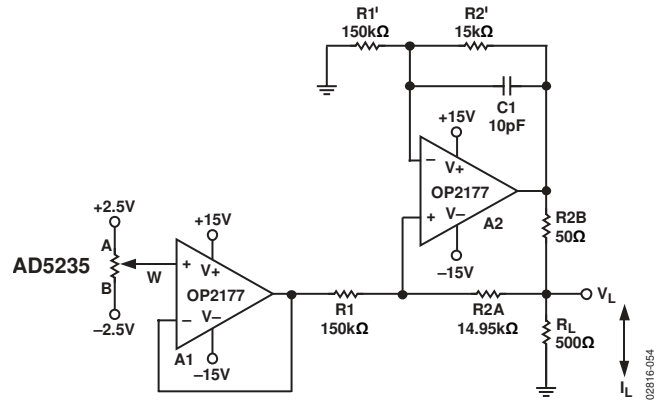 R1' 150kΩ
R2' 15kΩ
C1 10pF
+15V
V+
−
OP2177
+
V−
A2
−15V
R2B 50Ω
+2.5V
A
AD5235
B
W
−2.5V
+15V
+
V+
OP2177
−
V−
A1
−15V
R1 150kΩ
R2A 14.95kΩ
VL
RL 500Ω
IL
02816-054